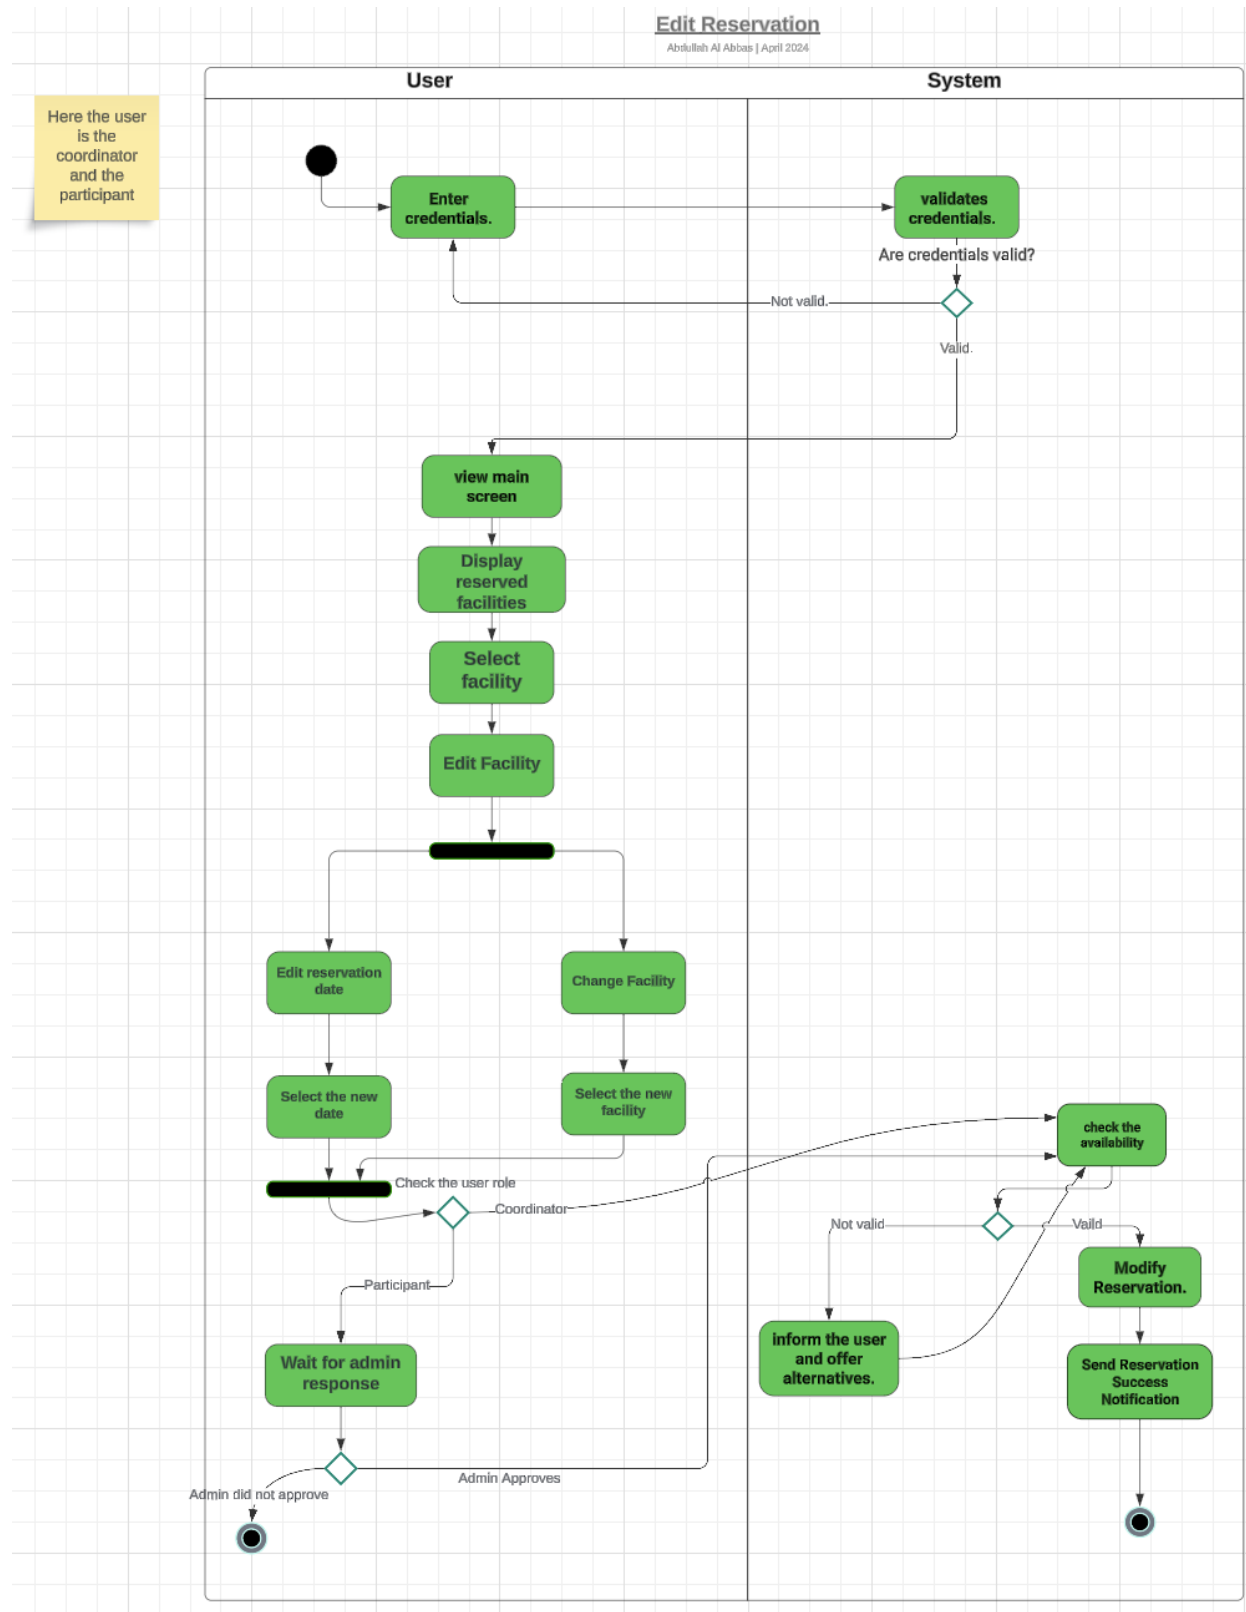 Edit Reservation
Abdullah Al Abbas | April 2024
User
System
Here the user
is the
coordinator
and the
participant
Enter
credentials.
validates
credentials.
Are credentials valid?
Not valid.
Valid.
view main
screen
Display
reserved
facilities
Select
facility
Edit Facility
Edit reservation
date
Change Facility
Select the new
date
Select the new
facility
check the
availability
Check the user role
Coordinator
Not valid
Vaild
Participant
Modify
Reservation.
inform the user
and offer
alternatives.
Wait for admin
response
Send Reservation
Success
Notification
Admin Approves
Admin did not approve